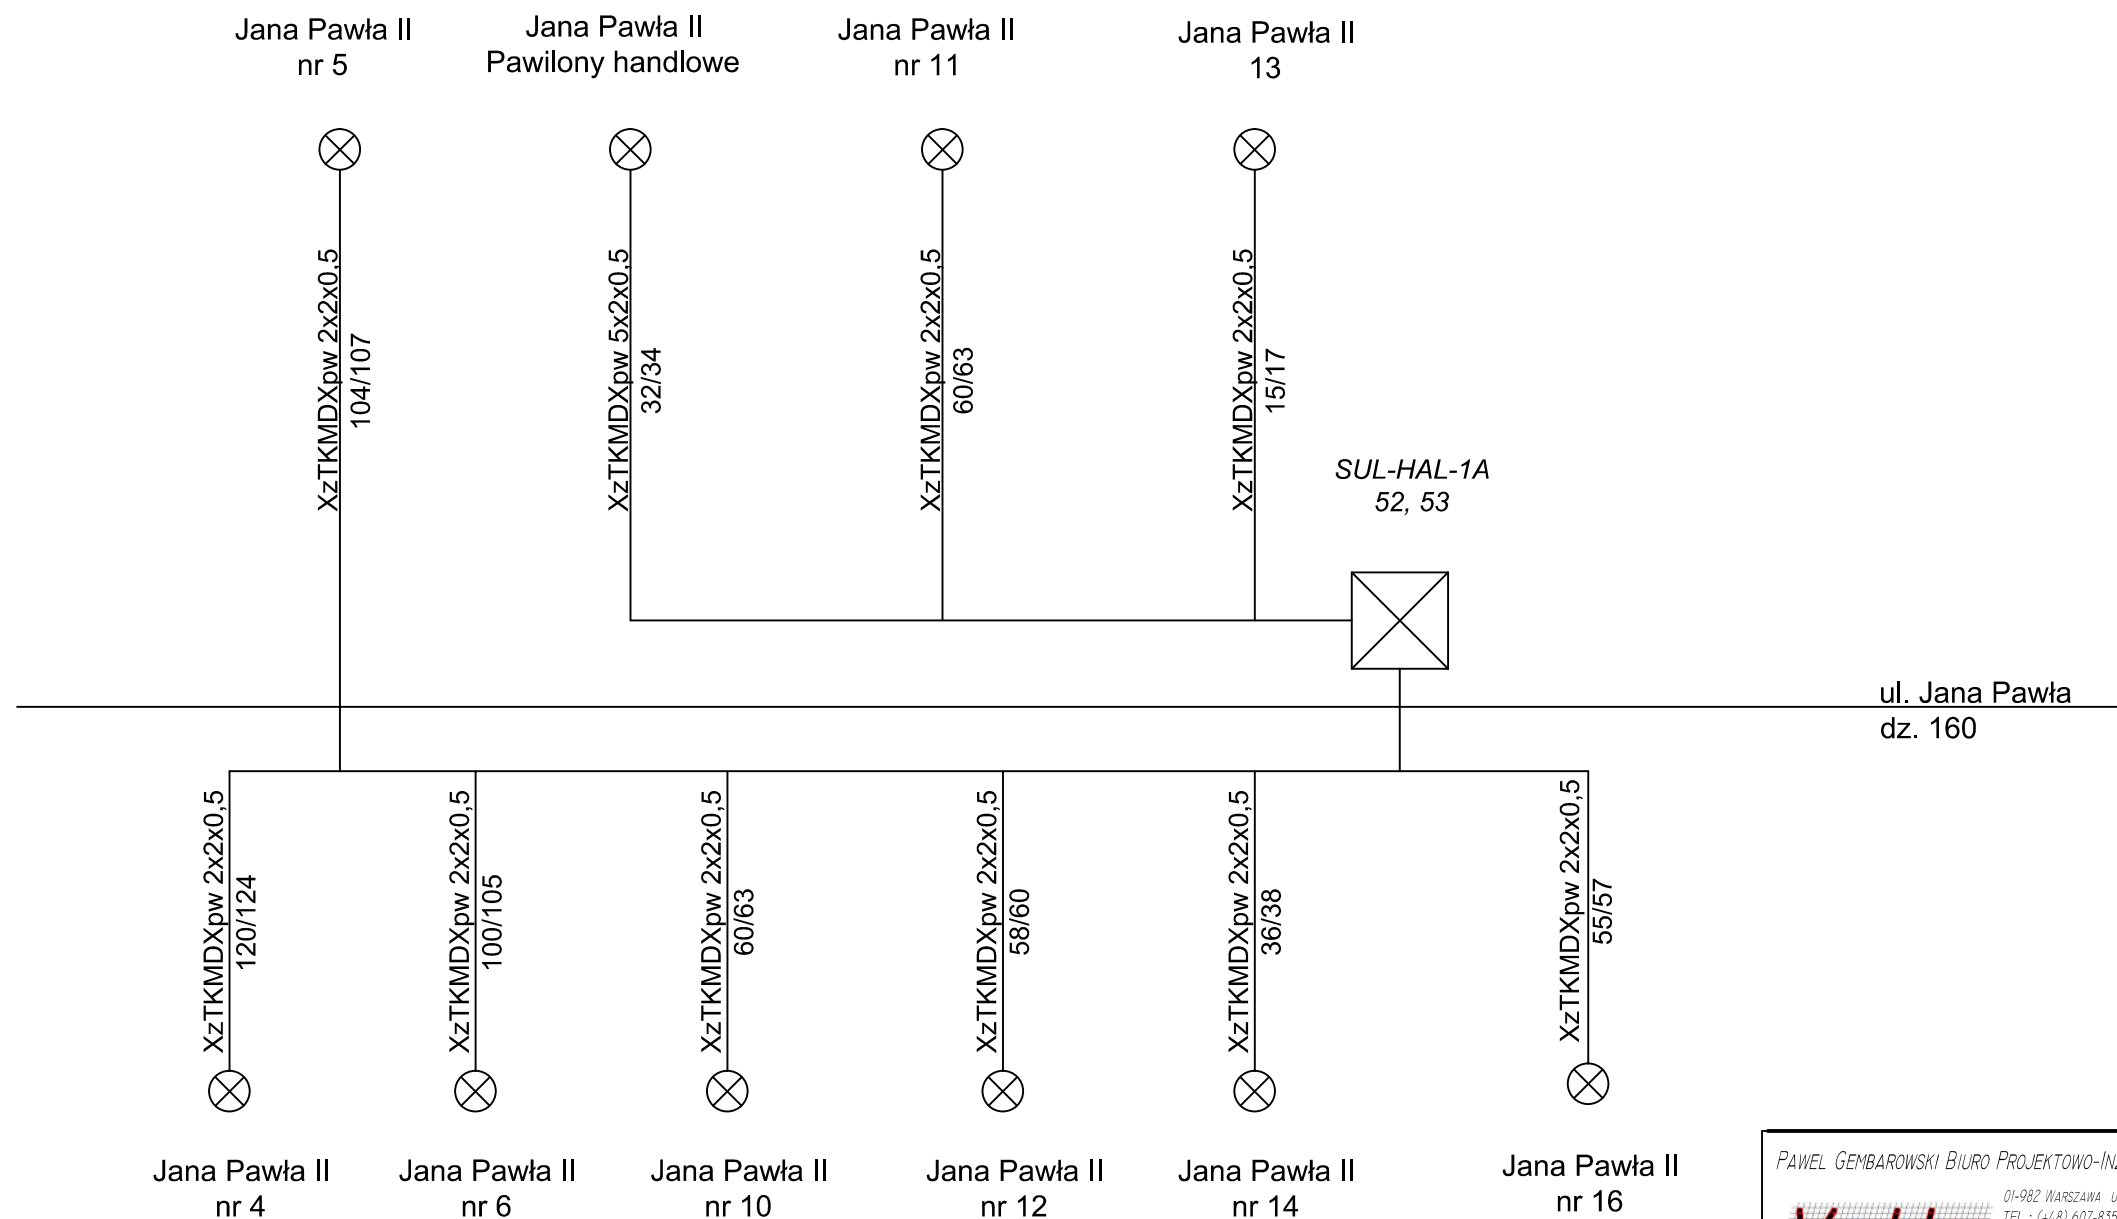 Jana Pawła II
nr 5
Jana Pawła II
Pawilony handlowe
Jana Pawła II
nr 11
Jana Pawła II
13
XzTKMDXpw 2x2x0,5
104/107
XzTKMDXpw 5x2x0,5
32/34
XzTKMDXpw 2x2x0,5
60/63
XzTKMDXpw 2x2x0,5
15/17
SUL-HAL-1A
52, 53
ul. Jana Pawła
dz. 160
XzTKMDXpw 2x2x0,5
120/124
XzTKMDXpw 2x2x0,5
100/105
XzTKMDXpw 2x2x0,5
60/63
XzTKMDXpw 2x2x0,5
58/60
XzTKMDXpw 2x2x0,5
36/38
XzTKMDXpw 2x2x0,5
55/57
Jana Pawła II
nr 4
Jana Pawła II
nr 6
Jana Pawła II
nr 10
Jana Pawła II
nr 12
Jana Pawła II
nr 14
Jana Pawła II
nr 16
PAWEL GEMBAROWSKI BIURO PROJEKTOWO-
01-982 WARSZAWA
TEL.: (+48) 607-835